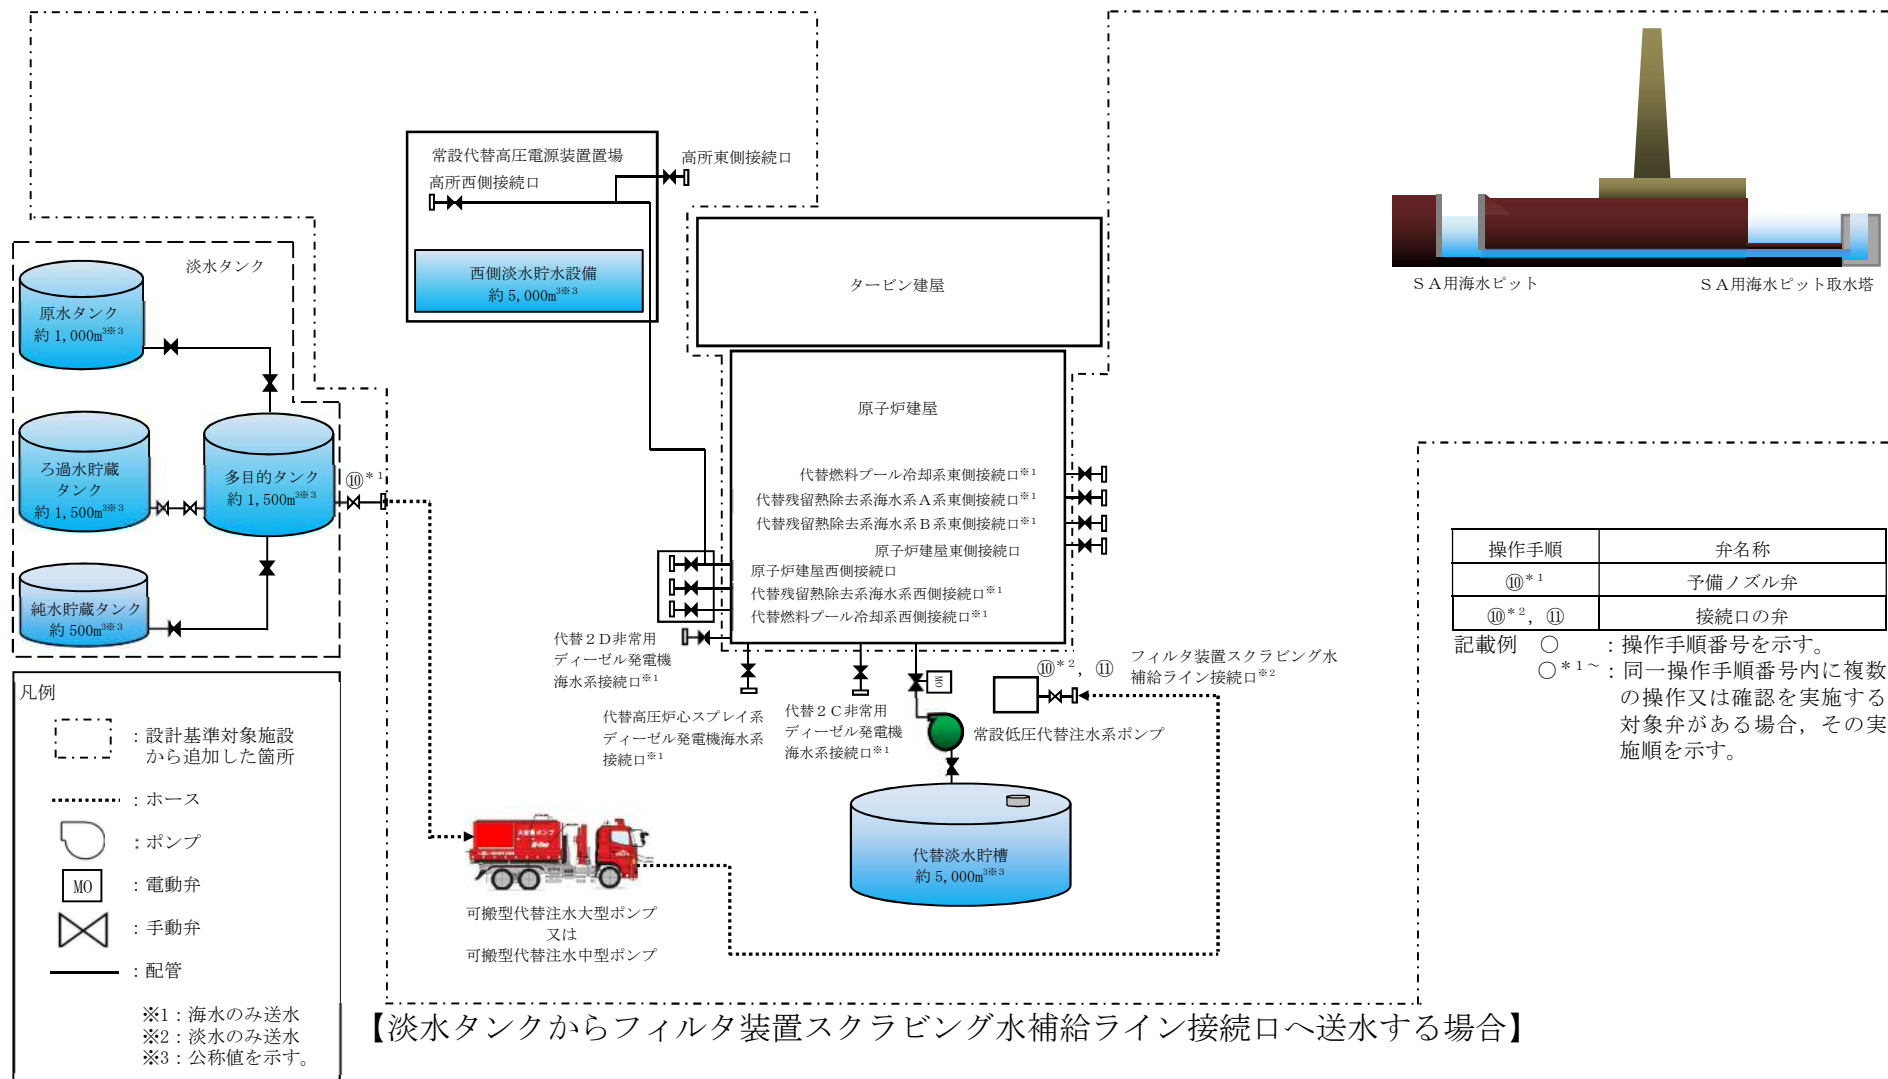 常設代替高圧電源装置置場
高所東側接続口
高所西側接続口
西側淡水貯水設備
約5,000m³※3
タービン建屋
SA用海水ピット
SA用海水ピット取水塔
淡水タンク
原水タンク
約1,000m³※3
ろ過水貯蔵
タンク
約1,500m³※3
多目的タンク
約1,500m³※3
⑩*1
純水貯蔵タンク
約500m³※3
原子炉建屋
代替燃料プール冷却系東側接続口※1
代替残留熱除去系海水系A系東側接続口※1
代替残留熱除去系海水系B系東側接続口※1
原子炉建屋東側接続口
原子炉建屋西側接続口
代替残留熱除去系海水系西側接続口※1
代替燃料プール冷却系西側接続口※1
代替2D非常用
ディーゼル発電機
海水系接続口※1
代替高圧炉心スプレイ系
ディーゼル発電機海水系
接続口※1
代替2C非常用
ディーゼル発電機
海水系接続口※1
MO
⑩*2, ⑪
フィルタ装置スクラビング水
補給ライン接続口※2
常設低圧代替注水系ポンプ
代替淡水貯槽
約5,000m³※3
可搬型代替注水大型ポンプ
又は
可搬型代替注水中型ポンプ
操作手順 弁名称
⑩*1 予備ノズル弁
⑩*2, ⑪ 接続口の弁
記載例 ○ :操作手順番号を示す。
○*1~:同一操作手順番号内に複数
の操作又は確認を実施する
対象弁がある場合,その実
施順を示す。
凡例
:設計基準対象施設
から追加した箇所
:ホース
:ポンプ
MO :電動弁
:手動弁
:配管
※1:海水のみ送水
※2:淡水のみ送水
※3:公称値を示す。
【淡水タンクからフィルタ装置スクラビング水補給ライン接続口へ送水する場合】